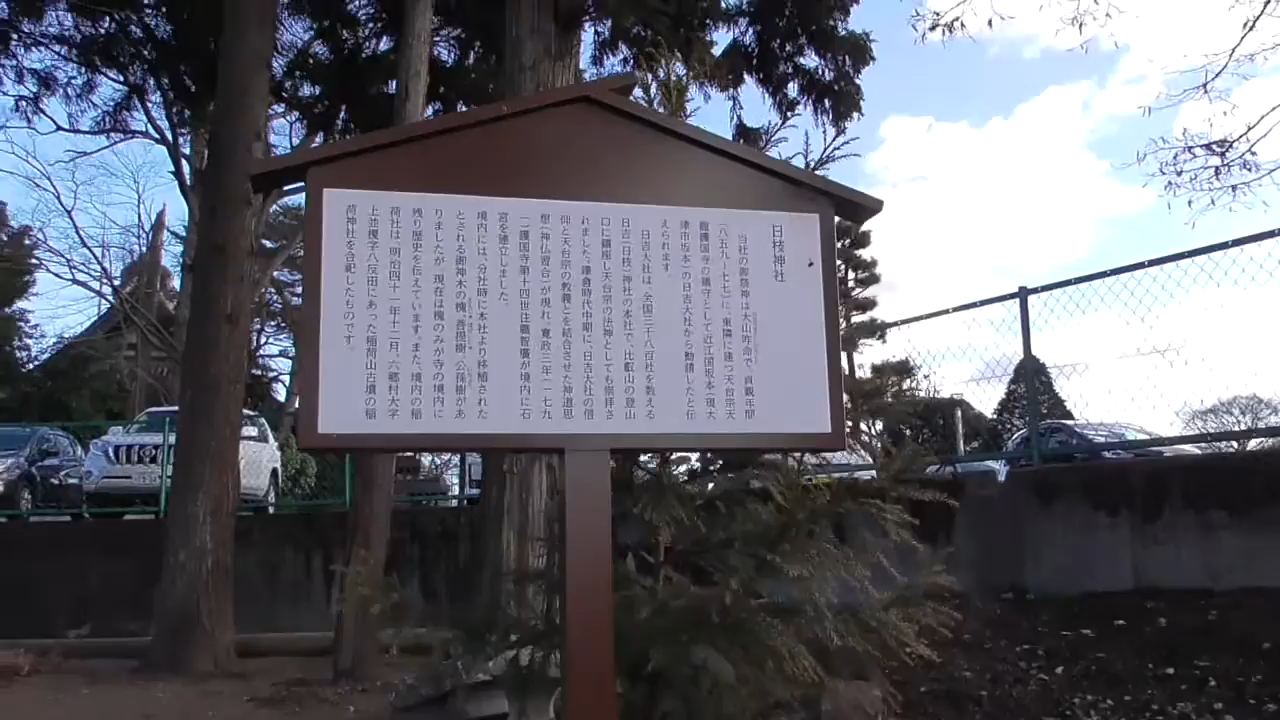 日枝神社
当社の御祭神は大山咋命で、貞観年間
(八五九ー七七)に、東隣に建つ天台宗天
龍護国寺の鎮守として近江国坂本(現大
津市坂本)の日吉大社から勧請したと伝
えられます。
日吉大社は、全国三千八百社を数える
日吉(日枝)神社の本社で、比叡山の登山
口に鎮座し天台宗の法神としても崇拝さ
れました。鎌倉時代中期に、日吉大社の信
仰と天台宗の教義とを結合させた神道思
想(神仏習合)が現れ、寛政三年(一七九
一)護国寺第十四世住職智廣が境内に石
宮を建立しました。
境内には、分社時に本社より移植された
とされる御神木の槐、菩提樹、公孫樹があ
りましたが、現在は槐のみが寺の境内に
残り歴史を伝えています。また、境内の稲
荷社は、明治四十一年十二月、六郷村大字
上並榎字八反田にあった稲荷山古墳の稲
荷神社を合祀したものです。